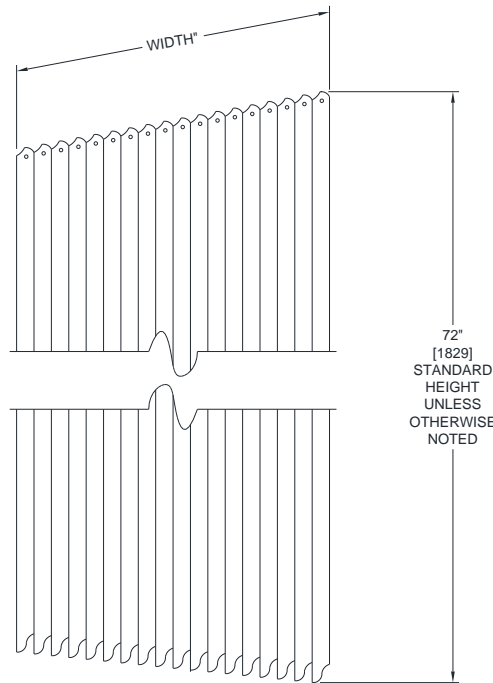 WIDTH"
72"
[1829]
STANDARD
HEIGHT
UNLESS
OTHERWISE
NOTED